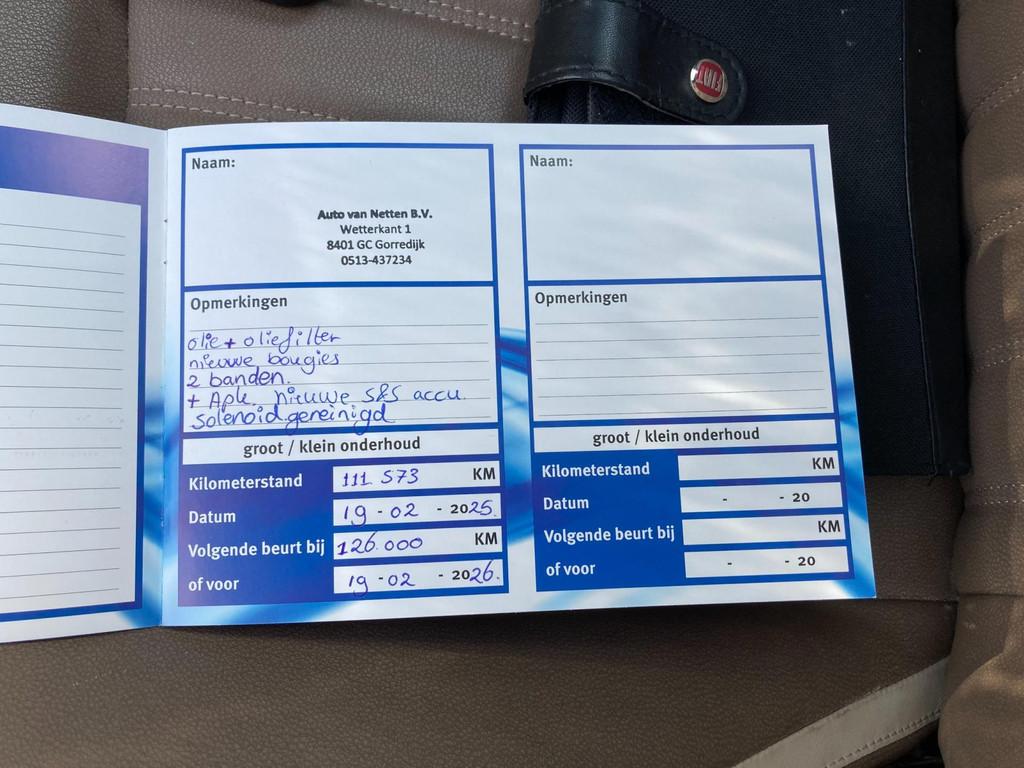 FIAT
Naam:
Auto van Netten B.V.
Wetterkant 1
8401 GC Gorredijk
0513-437234
Opmerkingen
olie + oliefilter
nieuwe bougies
2 banden.
+ Apk. nieuwe S&S accu.
solenoid gereinigd
groot / klein onderhoud
Kilometerstand 111.573 KM
Datum 19 - 02 - 2025.
Volgende beurt bij 126.000 KM
of voor 19 - 02 - 2026.
Naam:
Opmerkingen
groot / klein onderhoud
Kilometerstand KM
Datum - - 20
Volgende beurt bij KM
of voor - - 20